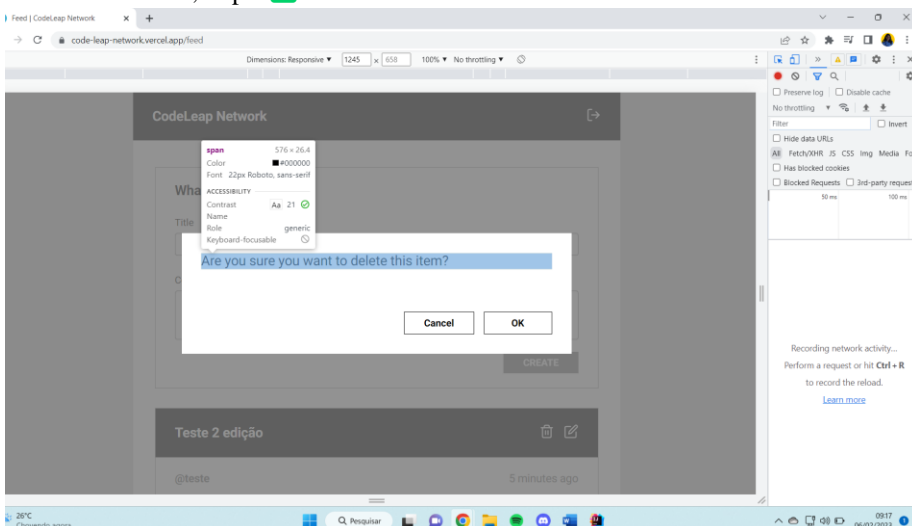 Feed | CodeLeap Network
code-leap-network.vercel.app/feed
Dimensions: Responsive ▼ 1245 x 658 100% ▼ No throttling ▼
Preserve log Disable cache
No throttling ▼
Filter Invert
Hide data URLs
All Fetch/XHR JS CSS Img Media Fo
Has blocked cookies
Blocked Requests 3rd-party request
50 ms 100 ms
CodeLeap Network
span 576 × 26.4
Color #000000
Font 22px Roboto, sans-serif
ACCESSIBILITY
Contrast Aa 21
Name
Role generic
Keyboard-focusable
Wha
Title
Are you sure you want to delete this item?
C
Cancel OK
CREATE
Recording network activity...
Perform a request or hit Ctrl + R
to record the reload.
Learn more
Teste 2 edição
@teste 5 minutes ago
26°C
Chovendo agora
Pesquisar
09:17
06/02/2023